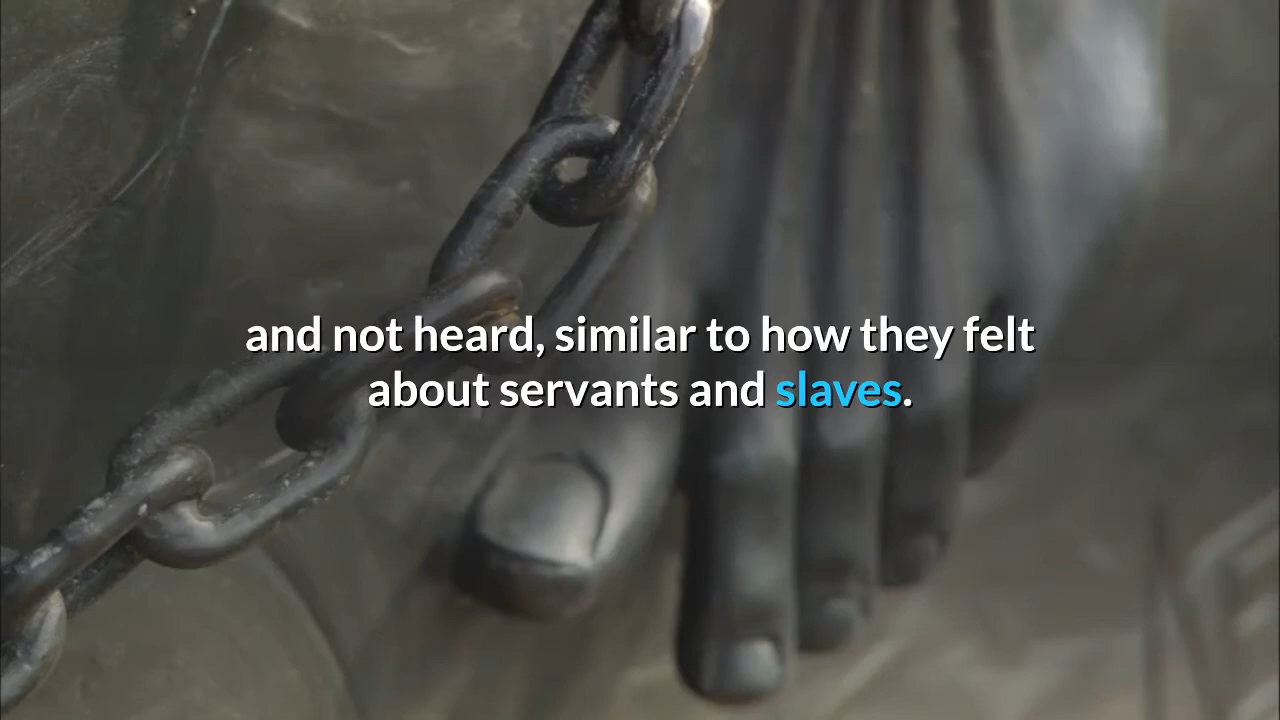 and not heard, similar to how they felt
about servants and slaves.